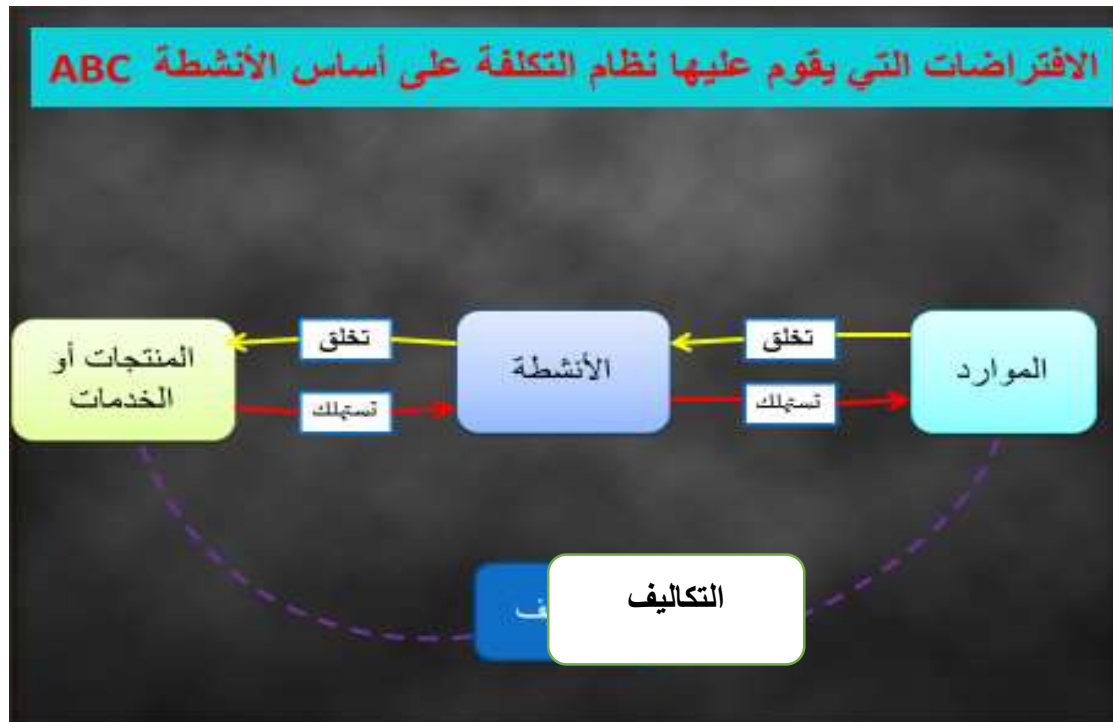 الافتراضات التي يقوم عليها نظام التكلفة على أساس الأنشطة ABC
الموارد
تخلق
تستهلك
الأنشطة
تخلق
تستهلك
المنتجات أو
الخدمات
التكاليف